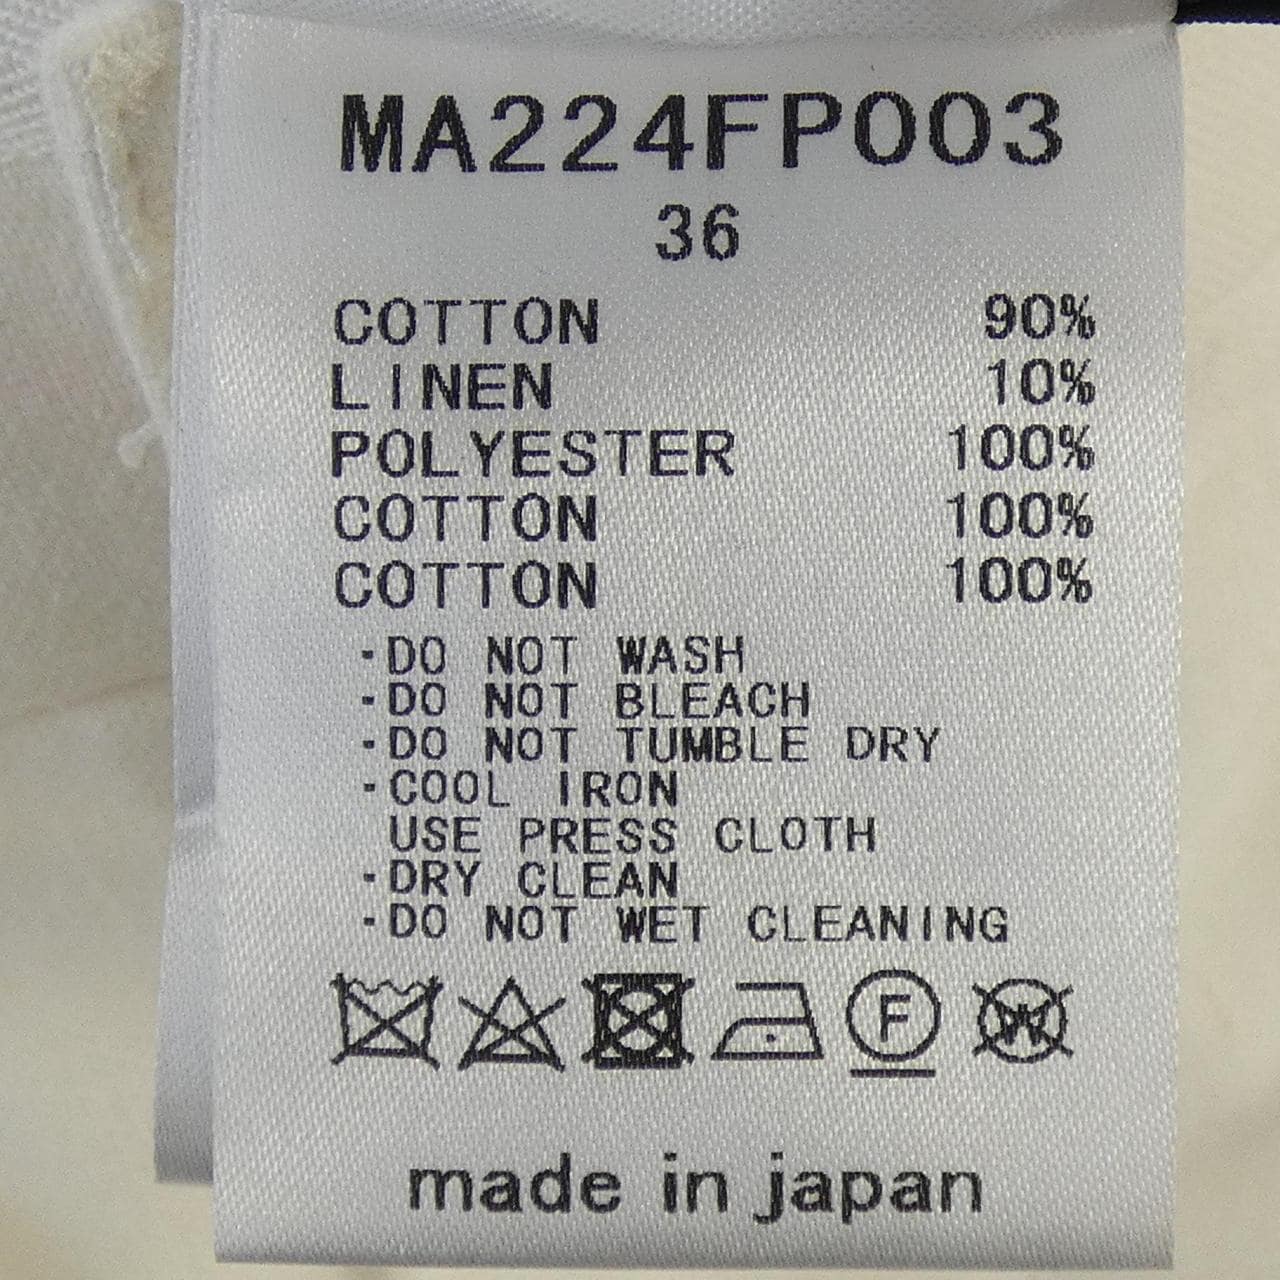 MA224FP003
36
COTTON 90%
LINEN 10%
POLYESTER 100%
COTTON 100%
COTTON 100%
-DO NOT WASH
-DO NOT BLEACH
-DO NOT TUMBLE DRY
-COOL IRON
USE PRESS CLOTH
-DRY CLEAN
-DO NOT WET CLEANING
F W
made in japan